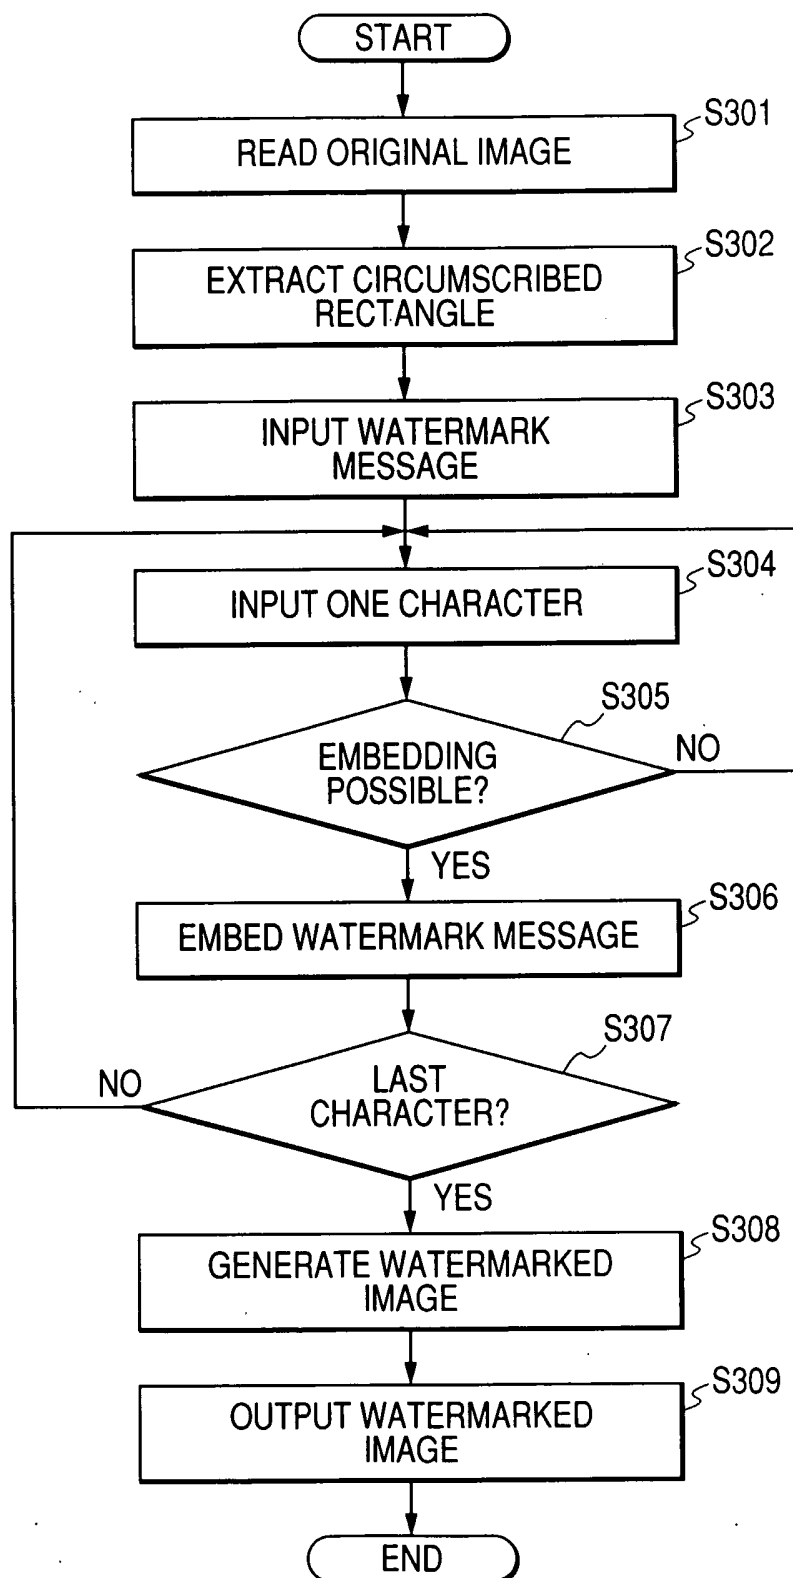 START
S301
READ ORIGINAL IMAGE
S302
EXTRACT CIRCUMSCRIBED
RECTANGLE
S303
INPUT WATERMARK
MESSAGE
S304
INPUT ONE CHARACTER
S305
EMBEDDING
POSSIBLE?
NO
YES
S306
EMBED WATERMARK MESSAGE
S307
LAST
CHARACTER?
NO
YES
S308
GENERATE WATERMARKED
IMAGE
S309
OUTPUT WATERMARKED
IMAGE
END